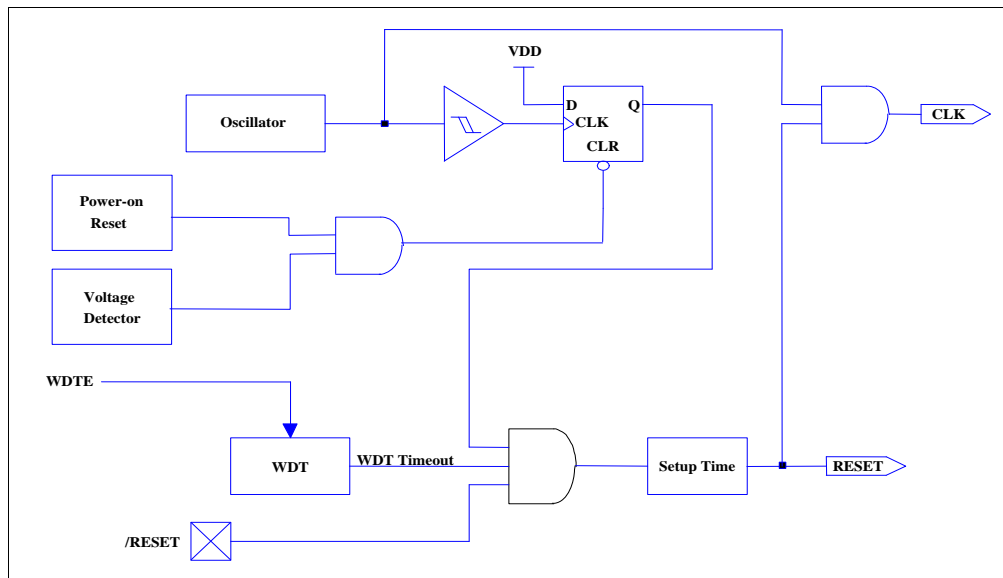 VDD
D
Q
CLK
CLR
Oscillator
CLK
Power-on
Reset
Voltage
Detector
WDTE
WDT
WDT Timeout
Setup Time
RESET
/RESET